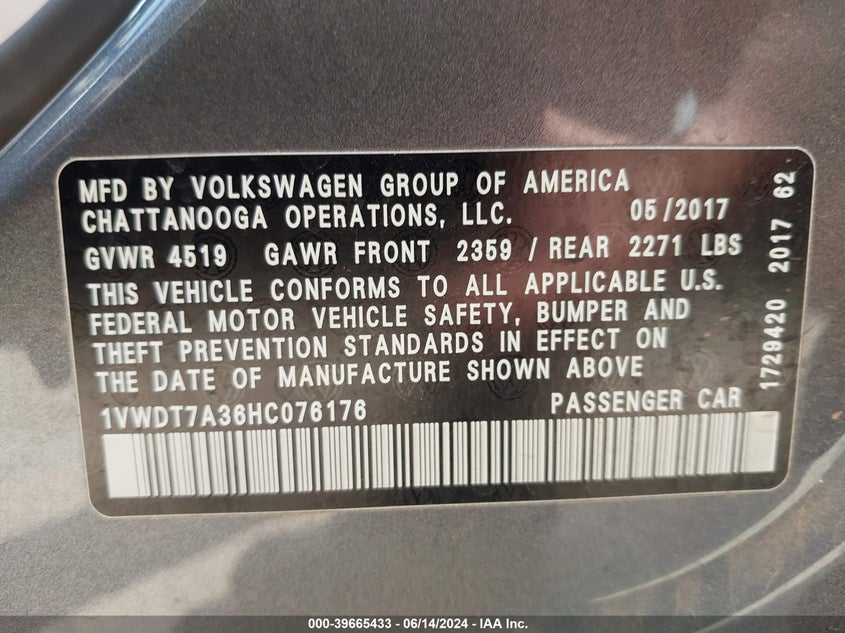 MFD BY VOLKSWAGEN GROUP OF AMERICA
CHATTANOOGA OPERATIONS, LLC. 05/2017
GVWR 4519 GAWR FRONT 2359 / REAR 2271 LBS
THIS VEHICLE CONFORMS TO ALL APPLICABLE U.S.
FEDERAL MOTOR VEHICLE SAFETY, BUMPER AND
THEFT PREVENTION STANDARDS IN EFFECT ON
THE DATE OF MANUFACTURE SHOWN ABOVE
1VWDT7A36HC076176 PASSENGER CAR
1729420 2017 62
000-39665433 - 06/14/2024 - IAA Inc.